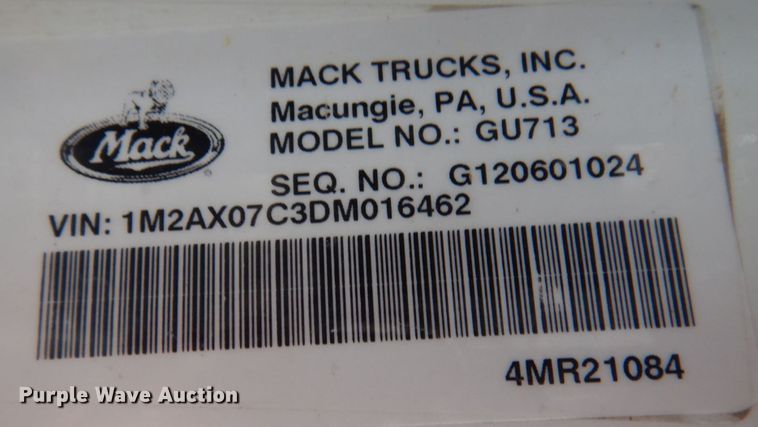 MACK TRUCKS, INC.
Macungie, PA, U.S.A.
MODEL NO.: GU713
Mack
SEQ. NO.: G120601024
VIN: 1M2AX07C3DM016462
4MR21084
Purple Wave Auction